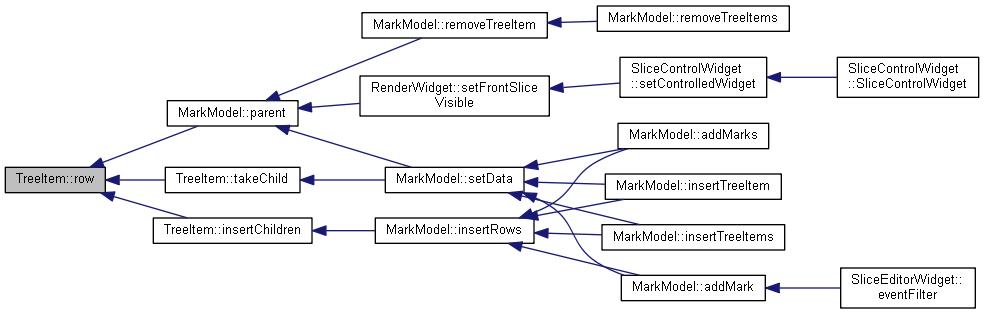 MarkModel::removeTreeItem
MarkModel::removeTreeItems
RenderWidget::setFrontSlice
Visible
SliceControlWidget
::setControlledWidget
SliceControlWidget
::SliceControlWidget
MarkModel::parent
MarkModel::addMarks
TreeItem::row
TreeItem::takeChild
MarkModel::setData
MarkModel::insertTreeItem
TreeItem::insertChildren
MarkModel::insertRows
MarkModel::insertTreeItems
MarkModel::addMark
SliceEditorWidget::
eventFilter